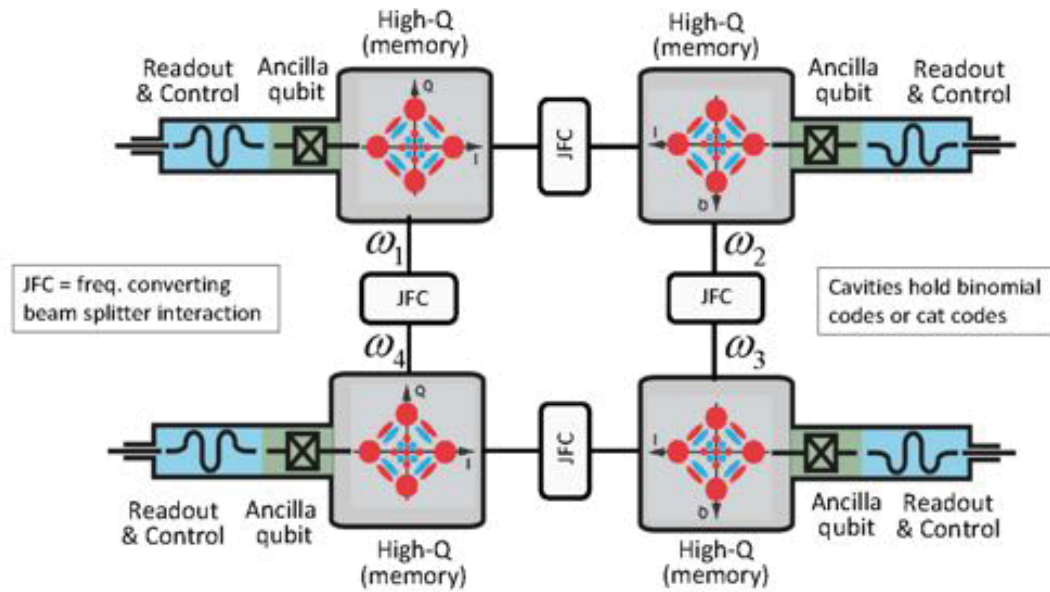 High-Q
(memory)
High-Q
(memory)
Readout
& Control
Ancilla
qubit
Ancilla
qubit
Readout
& Control
Q
I
JFC
I
Q
ω1
ω2
JFC = freq. converting
beam splitter interaction
JFC
JFC
Cavities hold binomial
codes or cat codes
ω4
ω3
Q
I
JFC
I
Q
Readout
& Control
Ancilla
qubit
Ancilla
qubit
Readout
& Control
High-Q
(memory)
High-Q
(memory)